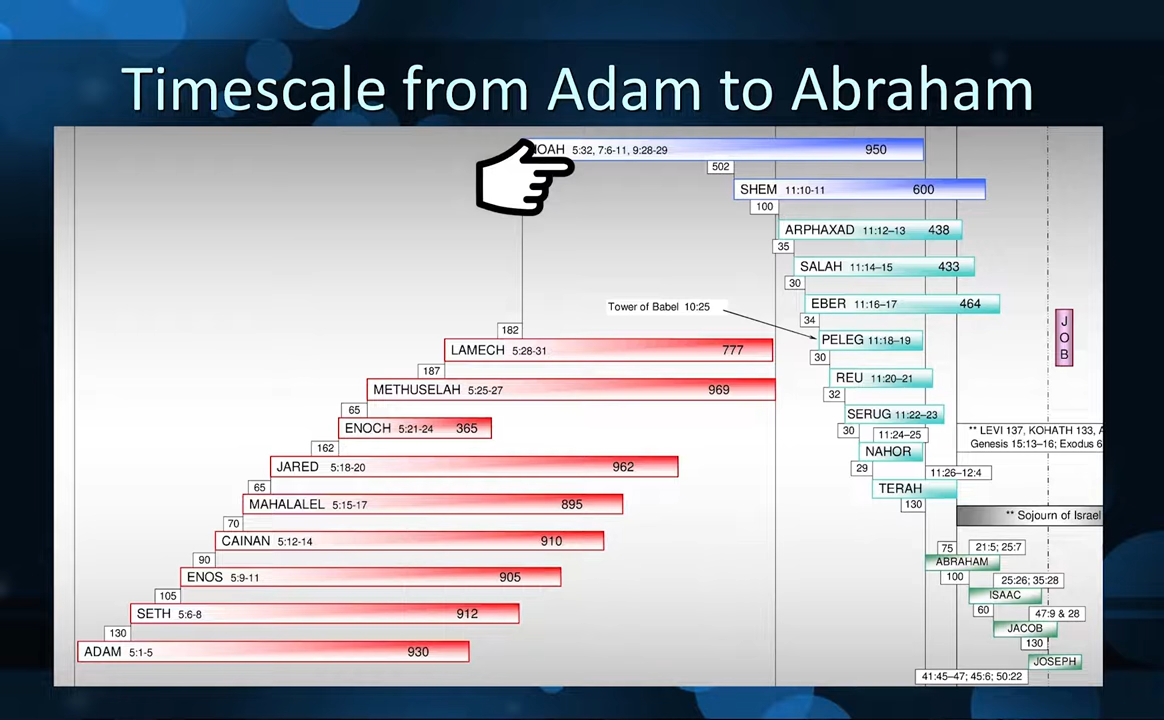 Timescale from Adam to Abraham
OAH 5:32, 7:6-11, 9:28-29 950
502
SHEM 11:10-11 600
100
ARPHAXAD 11:12–13 438
35
SALAH 11:14–15 433
30
EBER 11:16–17 464
Tower of Babel 10:25
34
JOB
182
PELEG 11:18–19
LAMECH 5:28-31 777
30
187
REU 11:20–21
METHUSELAH 5:25-27 969
32
65
SERUG 11:22–23
ENOCH 5:21-24 365
30
11:24–25
** LEVI 137, KOHATH 133, A
Genesis 15:13–16; Exodus 6
162
NAHOR
JARED 5:18-20 962
29
11:26–12:4
65
TERAH
MAHALALEL 5:15-17 895
130
** Sojourn of Israel
70
CAINAN 5:12-14 910
75
21:5; 25:7
90
ABRAHAM
ENOS 5:9-11 905
100
25:26; 35:28
105
ISAAC
SETH 5:6-8 912
60
47:9 & 28
130
JACOB
130
ADAM 5:1-5 930
JOSEPH
41:45–47; 45:6; 50:22